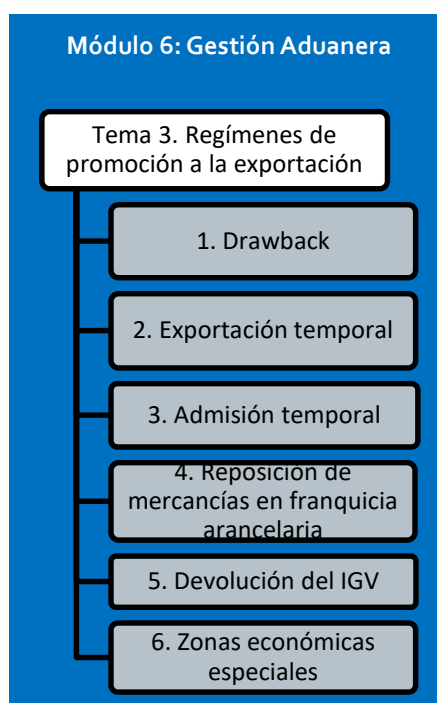 Módulo 6: Gestión Aduanera
Tema 3. Regímenes de
promoción a la exportación
1. Drawback
2. Exportación temporal
3. Admisión temporal
4. Reposición de
mercancías en franquicia
arancelaria
5. Devolución del IGV
6. Zonas económicas
especiales